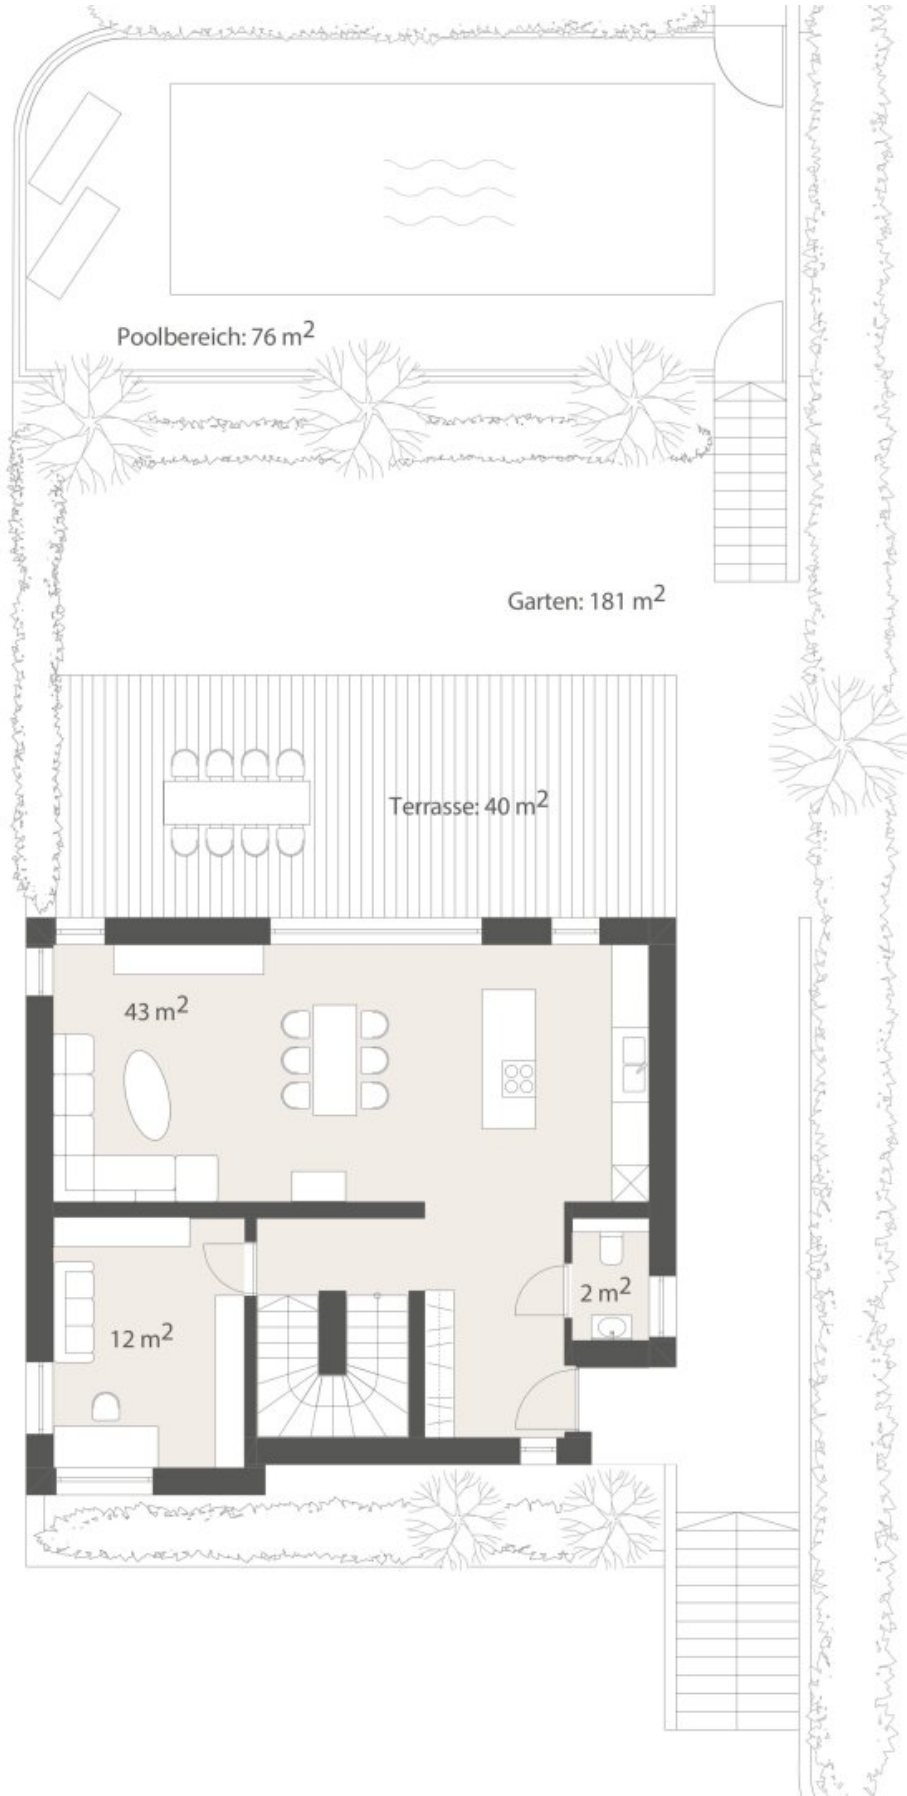 Poolbereich: 76 m²
Garten: 181 m²
Terrasse: 40 m²
43 m²
2 m²
12 m²